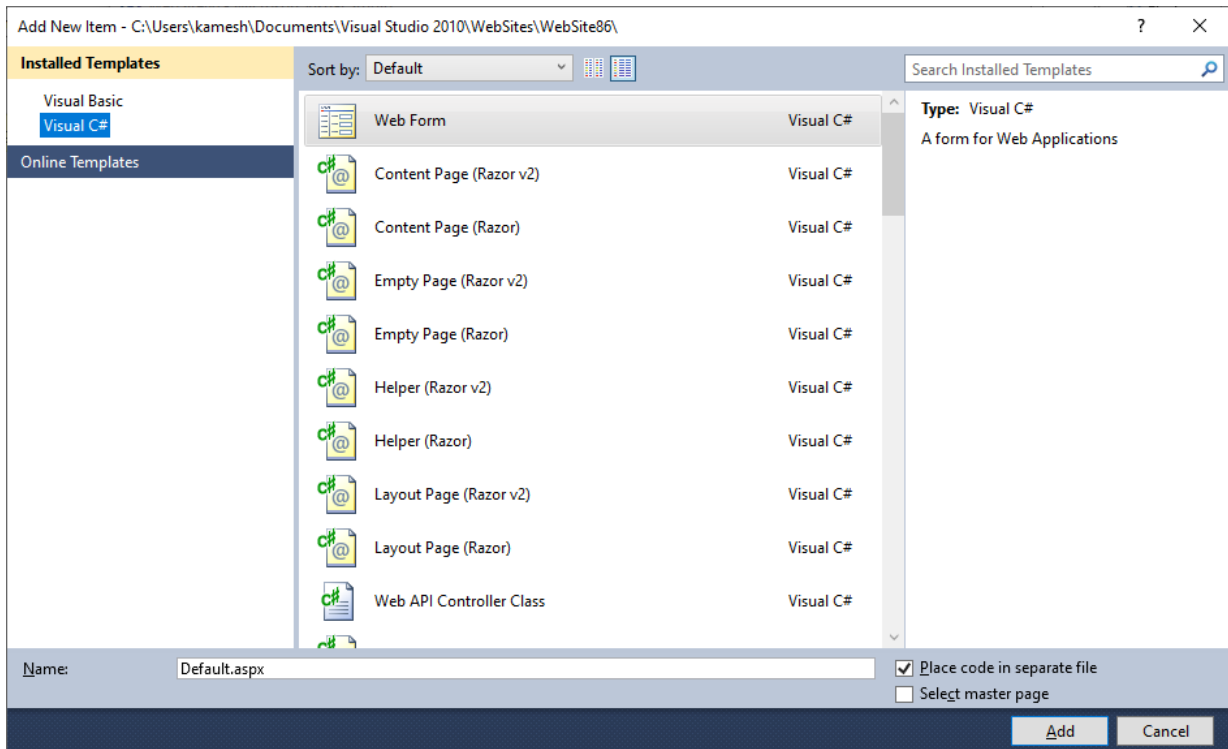 Add New Item - C:\Users\kamesh\Documents\Visual Studio 2010\WebSites\WebSite86\
?
Installed Templates
Visual Basic
Visual C#
Online Templates
Sort by: Default
Search Installed Templates
Web Form Visual C#
Content Page (Razor v2) Visual C#
Content Page (Razor) Visual C#
Empty Page (Razor v2) Visual C#
Empty Page (Razor) Visual C#
Helper (Razor v2) Visual C#
Helper (Razor) Visual C#
Layout Page (Razor v2) Visual C#
Layout Page (Razor) Visual C#
Web API Controller Class Visual C#
Type: Visual C#
A form for Web Applications
Name: Default.aspx
Place code in separate file
Select master page
Add Cancel